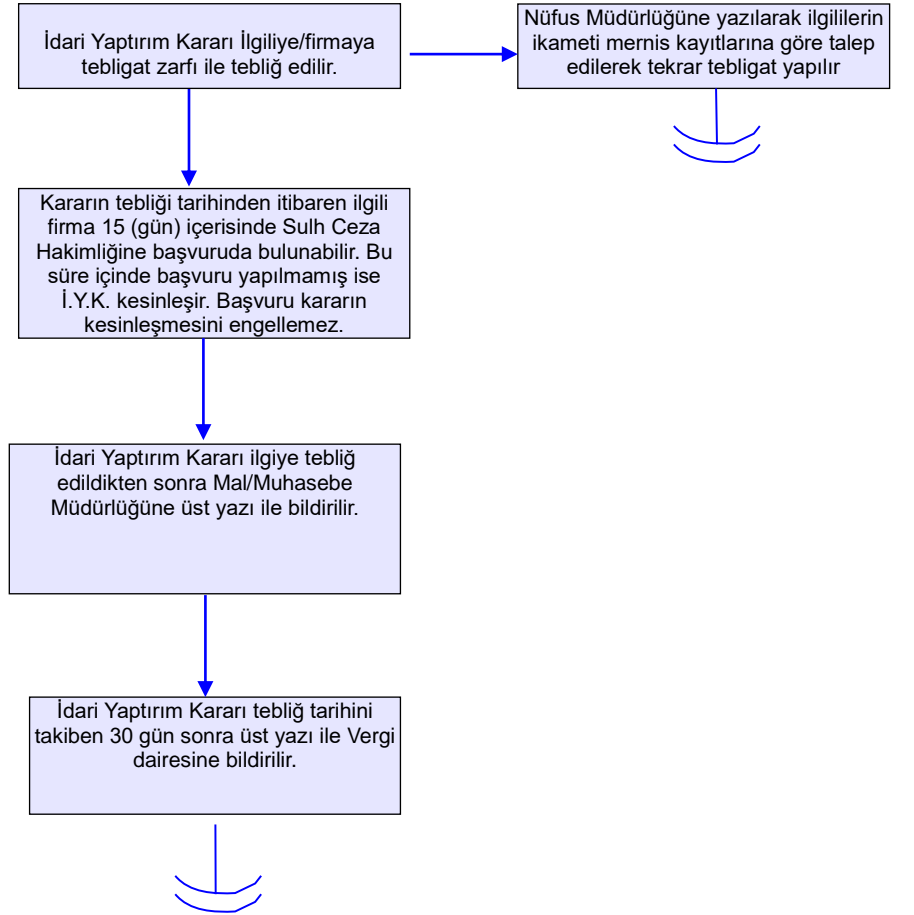 İdari Yaptırım Kararı İlgiliye/firmaya
tebligat zarfı ile tebliğ edilir.
Nüfus Müdürlüğüne yazılarak ilgililerin
ikameti mernis kayıtlarına göre talep
edilerek tekrar tebligat yapılır
Kararın tebliği tarihinden itibaren ilgili
firma 15 (gün) içerisinde Sulh Ceza
Hakimliğine başvuruda bulunabilir. Bu
süre içinde başvuru yapılmamış ise
İ.Y.K. kesinleşir. Başvuru kararın
kesinleşmesini engellemez.
İdari Yaptırım Kararı ilgiye tebliğ
edildikten sonra Mal/Muhasebe
Müdürlüğüne üst yazı ile bildirilir.
İdari Yaptırım Kararı tebliğ tarihini
takiben 30 gün sonra üst yazı ile Vergi
dairesine bildirilir.